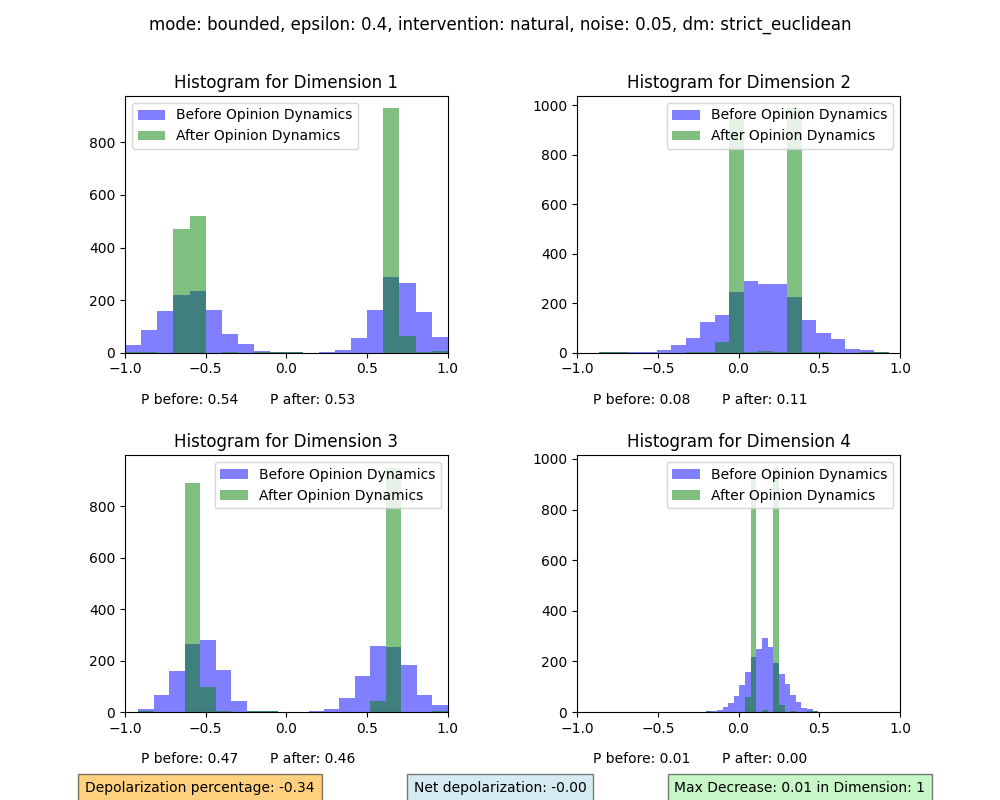 mode: bounded, epsilon: 0.4, intervention: natural, noise: 0.05, dm: strict_euclidean
Histogram for Dimension 1
Before Opinion Dynamics
After Opinion Dynamics
800
600
400
200
0
−1.0 −0.5 0.0 0.5 1.0
P before: 0.54 P after: 0.53
Histogram for Dimension 2
Before Opinion Dynamics
After Opinion Dynamics
1000
800
600
400
200
0
−1.0 −0.5 0.0 0.5 1.0
P before: 0.08 P after: 0.11
Histogram for Dimension 3
Before Opinion Dynamics
After Opinion Dynamics
800
600
400
200
0
−1.0 −0.5 0.0 0.5 1.0
P before: 0.47 P after: 0.46
Histogram for Dimension 4
Before Opinion Dynamics
After Opinion Dynamics
1000
800
600
400
200
0
−1.0 −0.5 0.0 0.5 1.0
P before: 0.01 P after: 0.00
Depolarization percentage: -0.34
Net depolarization: -0.00
Max Decrease: 0.01 in Dimension: 1